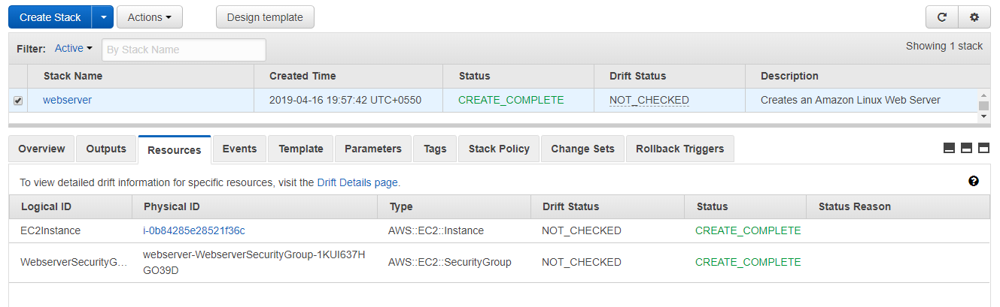 Create Stack Actions Design template
Filter: Active By Stack Name Showing 1 stack
Stack Name Created Time Status Drift Status Description
webserver 2019-04-16 19:57:42 UTC+0550 CREATE_COMPLETE NOT_CHECKED Creates an Amazon Linux Web Server
Overview Outputs Resources Events Template Parameters Tags Stack Policy Change Sets Rollback Triggers
To view detailed drift information for specific resources, visit the Drift Details page.
Logical ID Physical ID Type Drift Status Status Status Reason
EC2Instance i-0b84285e28521f36c AWS::EC2::Instance NOT_CHECKED CREATE_COMPLETE
WebserverSecurityG... webserver-WebserverSecurityGroup-1KUI637H AWS::EC2::SecurityGroup NOT_CHECKED CREATE_COMPLETE
GO39D